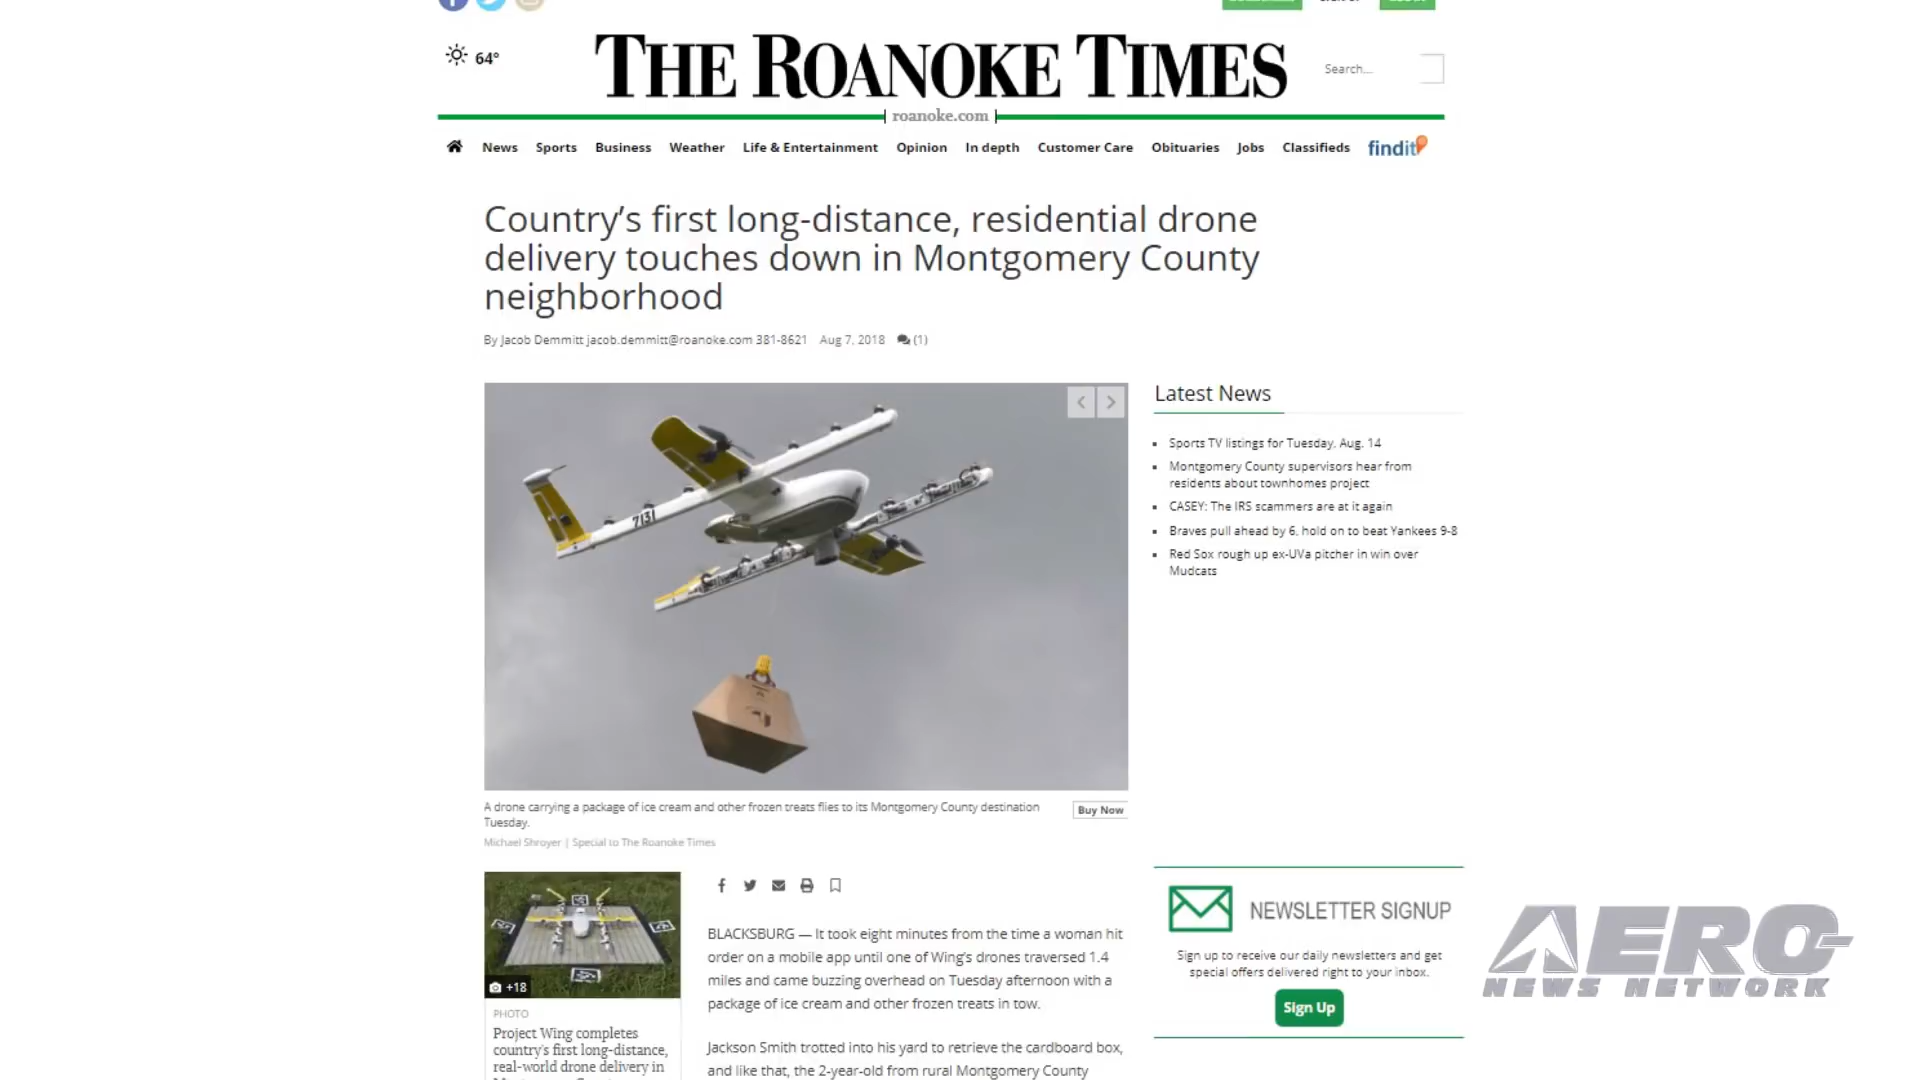 64°
THE ROANOKE TIMES
Search....
roanoke.com
News Sports Business Weather Life & Entertainment Opinion In depth Customer Care Obituaries Jobs Classifieds findit
Country's first long-distance, residential drone
delivery touches down in Montgomery County
neighborhood
By Jacob Demmitt jacob.demmitt@roanoke.com 381-8621 Aug 7, 2018 (1)
7131
A drone carrying a package of ice cream and other frozen treats flies to its Montgomery County destination
Tuesday.
Buy Now
Michael Shroyer | Special to The Roanoke Times
Latest News
Sports TV listings for Tuesday, Aug. 14
Montgomery County supervisors hear from
residents about townhomes project
CASEY: The IRS scammers are at it again
Braves pull ahead by 6, hold on to beat Yankees 9-8
Red Sox rough up ex-UVa pitcher in win over
Mudcats
+18
PHOTO
Project Wing completes
country's first long-distance,
real-world drone delivery in
BLACKSBURG — It took eight minutes from the time a woman hit
order on a mobile app until one of Wing's drones traversed 1.4
miles and came buzzing overhead on Tuesday afternoon with a
package of ice cream and other frozen treats in tow.
Jackson Smith trotted into his yard to retrieve the cardboard box,
and like that, the 2-year-old from rural Montgomery County
NEWSLETTER SIGNUP
Sign up to receive our daily newsletters and get
special offers delivered right to your inbox.
Sign Up
AERO-
NEWS NETWORK